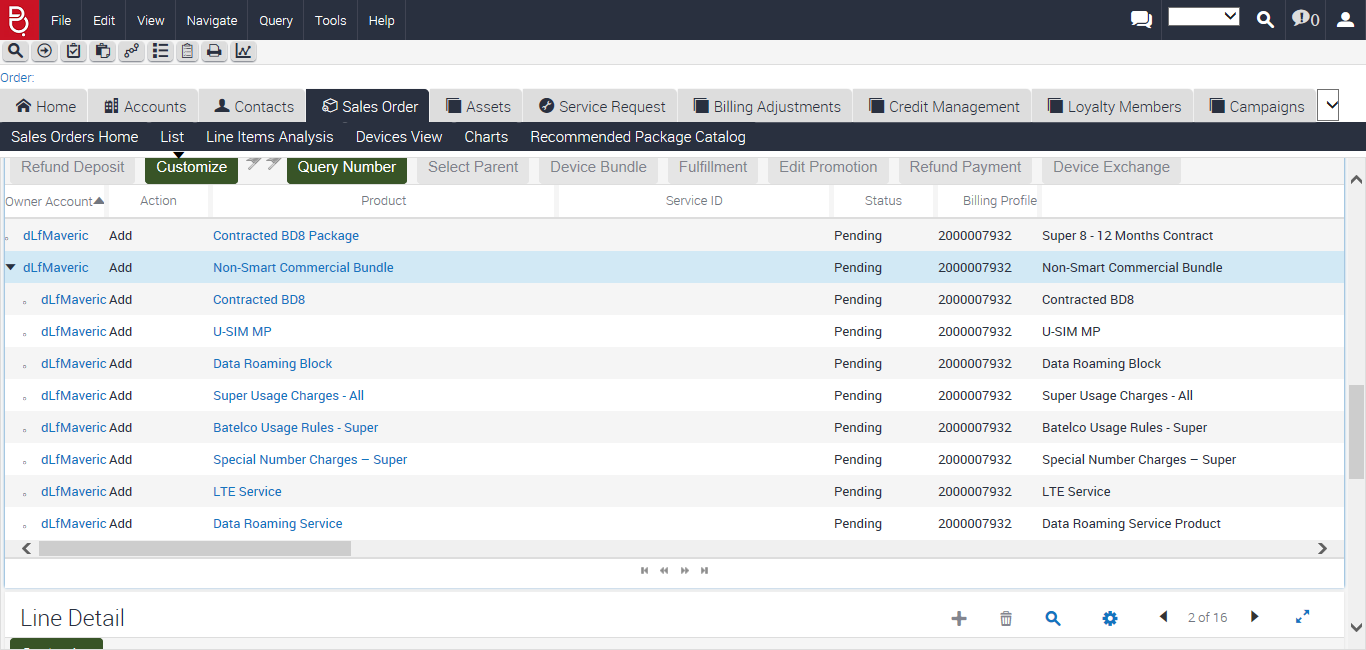 File Edit View Navigate Query Tools Help 0
Order:
Home Accounts Contacts Sales Order Assets Service Request Billing Adjustments Credit Management Loyalty Members Campaigns
Sales Orders Home List Line Items Analysis Devices View Charts Recommended Package Catalog
Refund Deposit Customize Query Number Select Parent Device Bundle Fulfillment Edit Promotion Refund Payment Device Exchange
Owner Account Action Product Service ID Status Billing Profile
dLfMaveric Add Contracted BD8 Package Pending 2000007932 Super 8 - 12 Months Contract
dLfMaveric Add Non-Smart Commercial Bundle Pending 2000007932 Non-Smart Commercial Bundle
dLfMaveric Add Contracted BD8 Pending 2000007932 Contracted BD8
dLfMaveric Add U-SIM MP Pending 2000007932 U-SIM MP
dLfMaveric Add Data Roaming Block Pending 2000007932 Data Roaming Block
dLfMaveric Add Super Usage Charges - All Pending 2000007932 Super Usage Charges - All
dLfMaveric Add Batelco Usage Rules - Super Pending 2000007932 Batelco Usage Rules - Super
dLfMaveric Add Special Number Charges – Super Pending 2000007932 Special Number Charges – Super
dLfMaveric Add LTE Service Pending 2000007932 LTE Service
dLfMaveric Add Data Roaming Service Pending 2000007932 Data Roaming Service Product
Line Detail 2 of 16